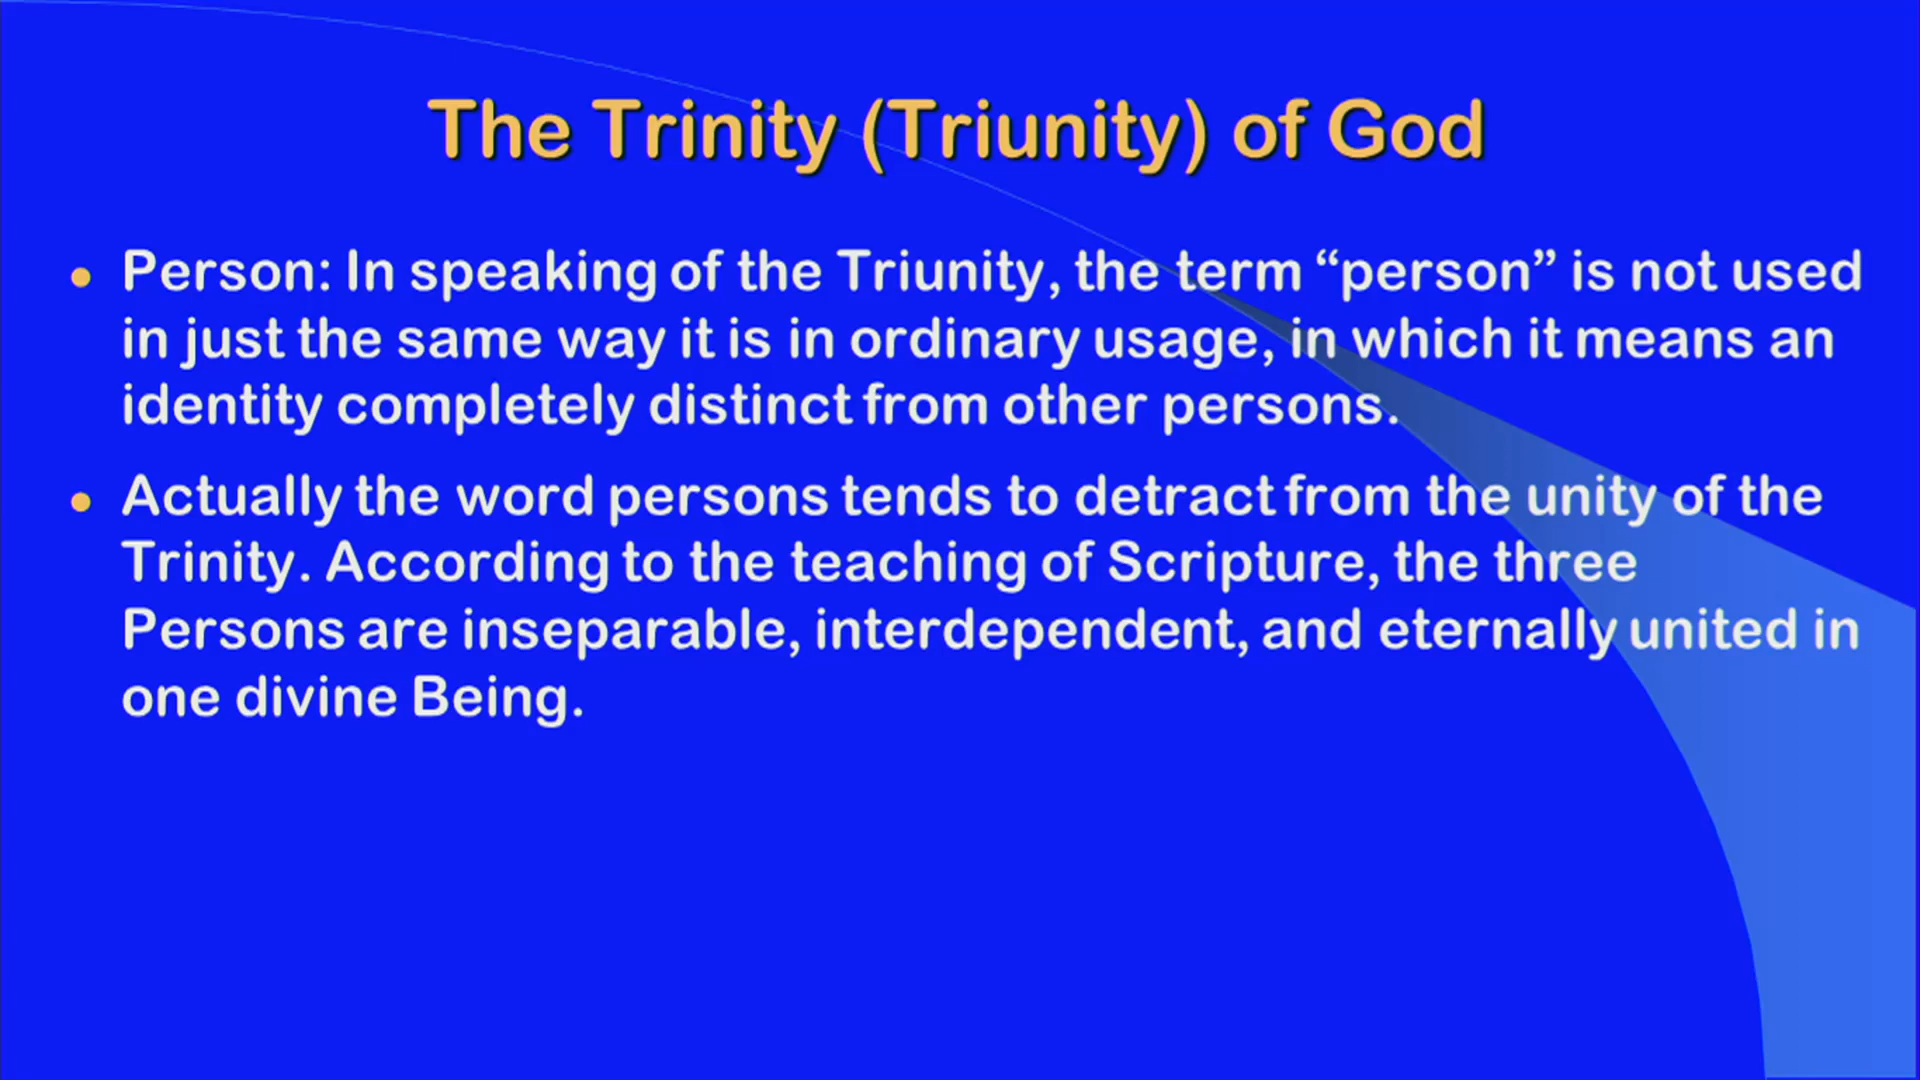 The Trinity (Triunity) of God
• Person: In speaking of the Triunity, the term “person” is not used
in just the same way it is in ordinary usage, in which it means an
identity completely distinct from other persons.
• Actually the word persons tends to detract from the unity of the
Trinity. According to the teaching of Scripture, the three
Persons are inseparable, interdependent, and eternally united in
one divine Being.